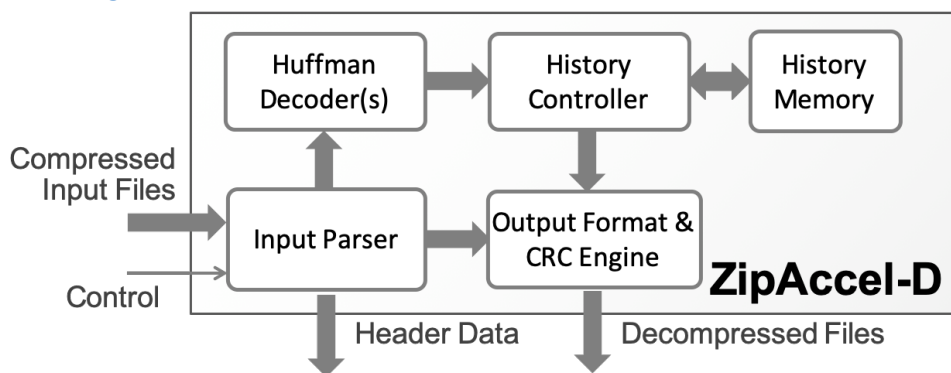 Huffman
Decoder(s)
History
Controller
History
Memory
Compressed
Input Files
Input Parser
Output Format &
CRC Engine
ZipAccel-D
Control
Header Data
Decompressed Files